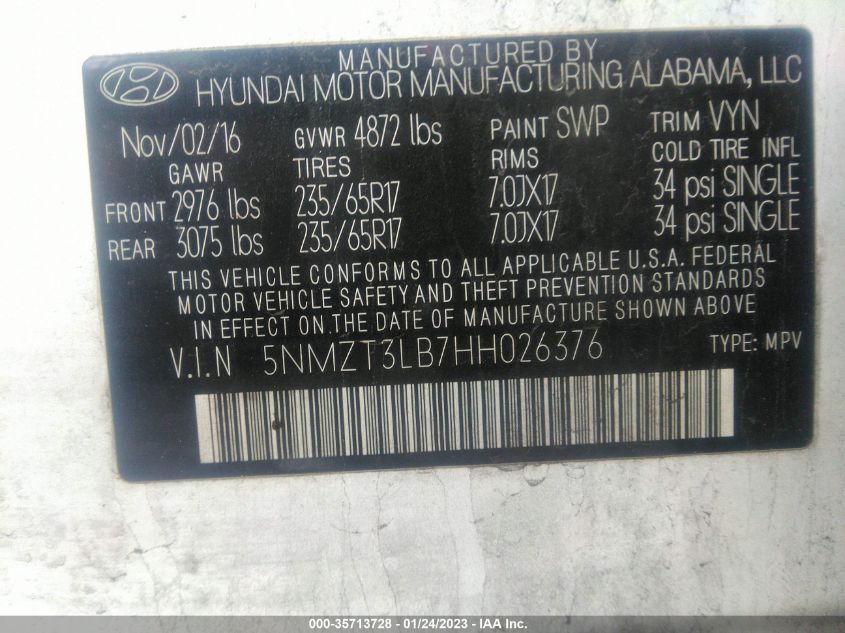 MANUFACTURED BY
HYUNDAI MOTOR MANUFACTURING ALABAMA, LLC
Nov/02/16 GVWR 4872 lbs PAINT SWP TRIM VYN
GAWR TIRES RIMS COLD TIRE INFL
FRONT 2976 lbs 235/65R17 7.0JX17 34 psi SINGLE
REAR 3075 lbs 235/65R17 7.0JX17 34 psi SINGLE
THIS VEHICLE CONFORMS TO ALL APPLICABLE U.S.A. FEDERAL
MOTOR VEHICLE SAFETY AND THEFT PREVENTION STANDARDS
IN EFFECT ON THE DATE OF MANUFACTURE SHOWN ABOVE
V.I.N 5NMZT3LB7HH026376 TYPE: MPV
000-35713728 - 01/24/2023 - IAA Inc.